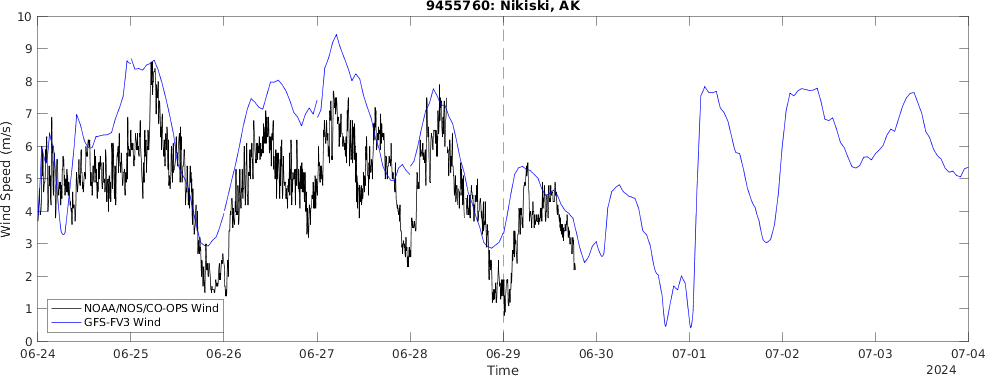 9455760: Nikiski, AK
10
9
8
7
6
5
4
3
2
1
0
Wind Speed (m/s)
NOAA/NOS/CO-OPS Wind
GFS-FV3 Wind
06-24 06-25 06-26 06-27 06-28 06-29 06-30 07-01 07-02 07-03 07-04
Time
2024